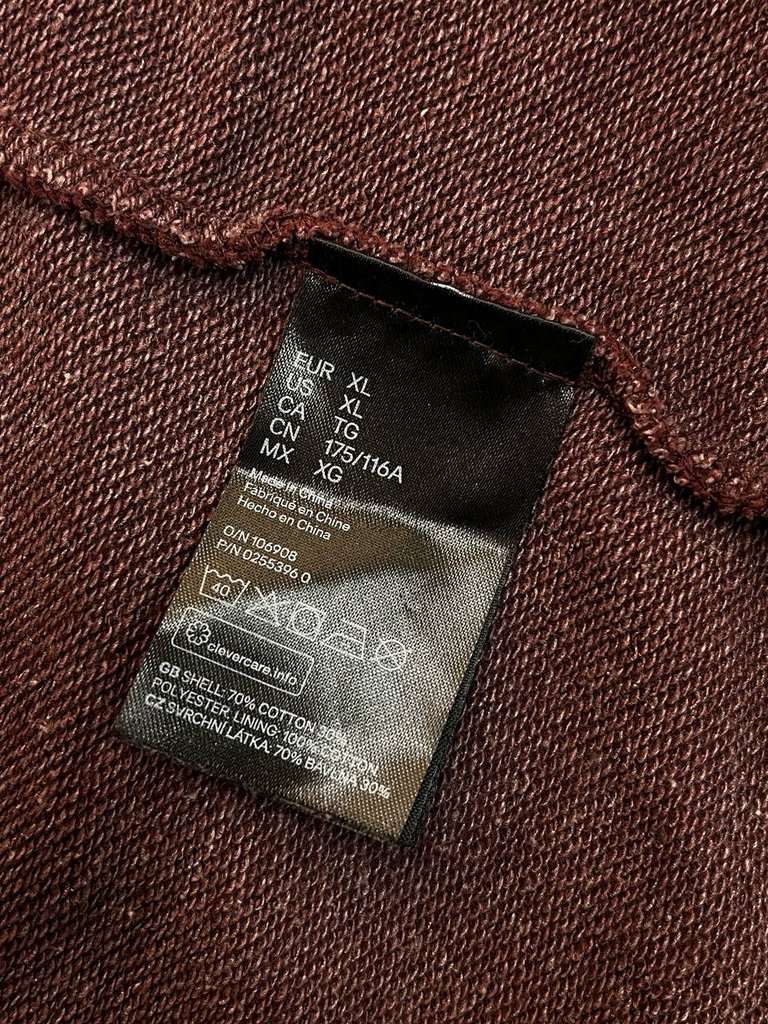 EUR XL
US XL
CA TG
CN 175/116A
MX XG
Made in China
Fabriqué en Chine
Hecho en China
O/N 106908
P/N 0255396 0
40
clevercare.info
GB SHELL: 70% COTTON 30%
POLYESTER, LINING: 100% COTTON
CZ SVRCHNÍ LÁTKA: 70% BAVLNA 30%